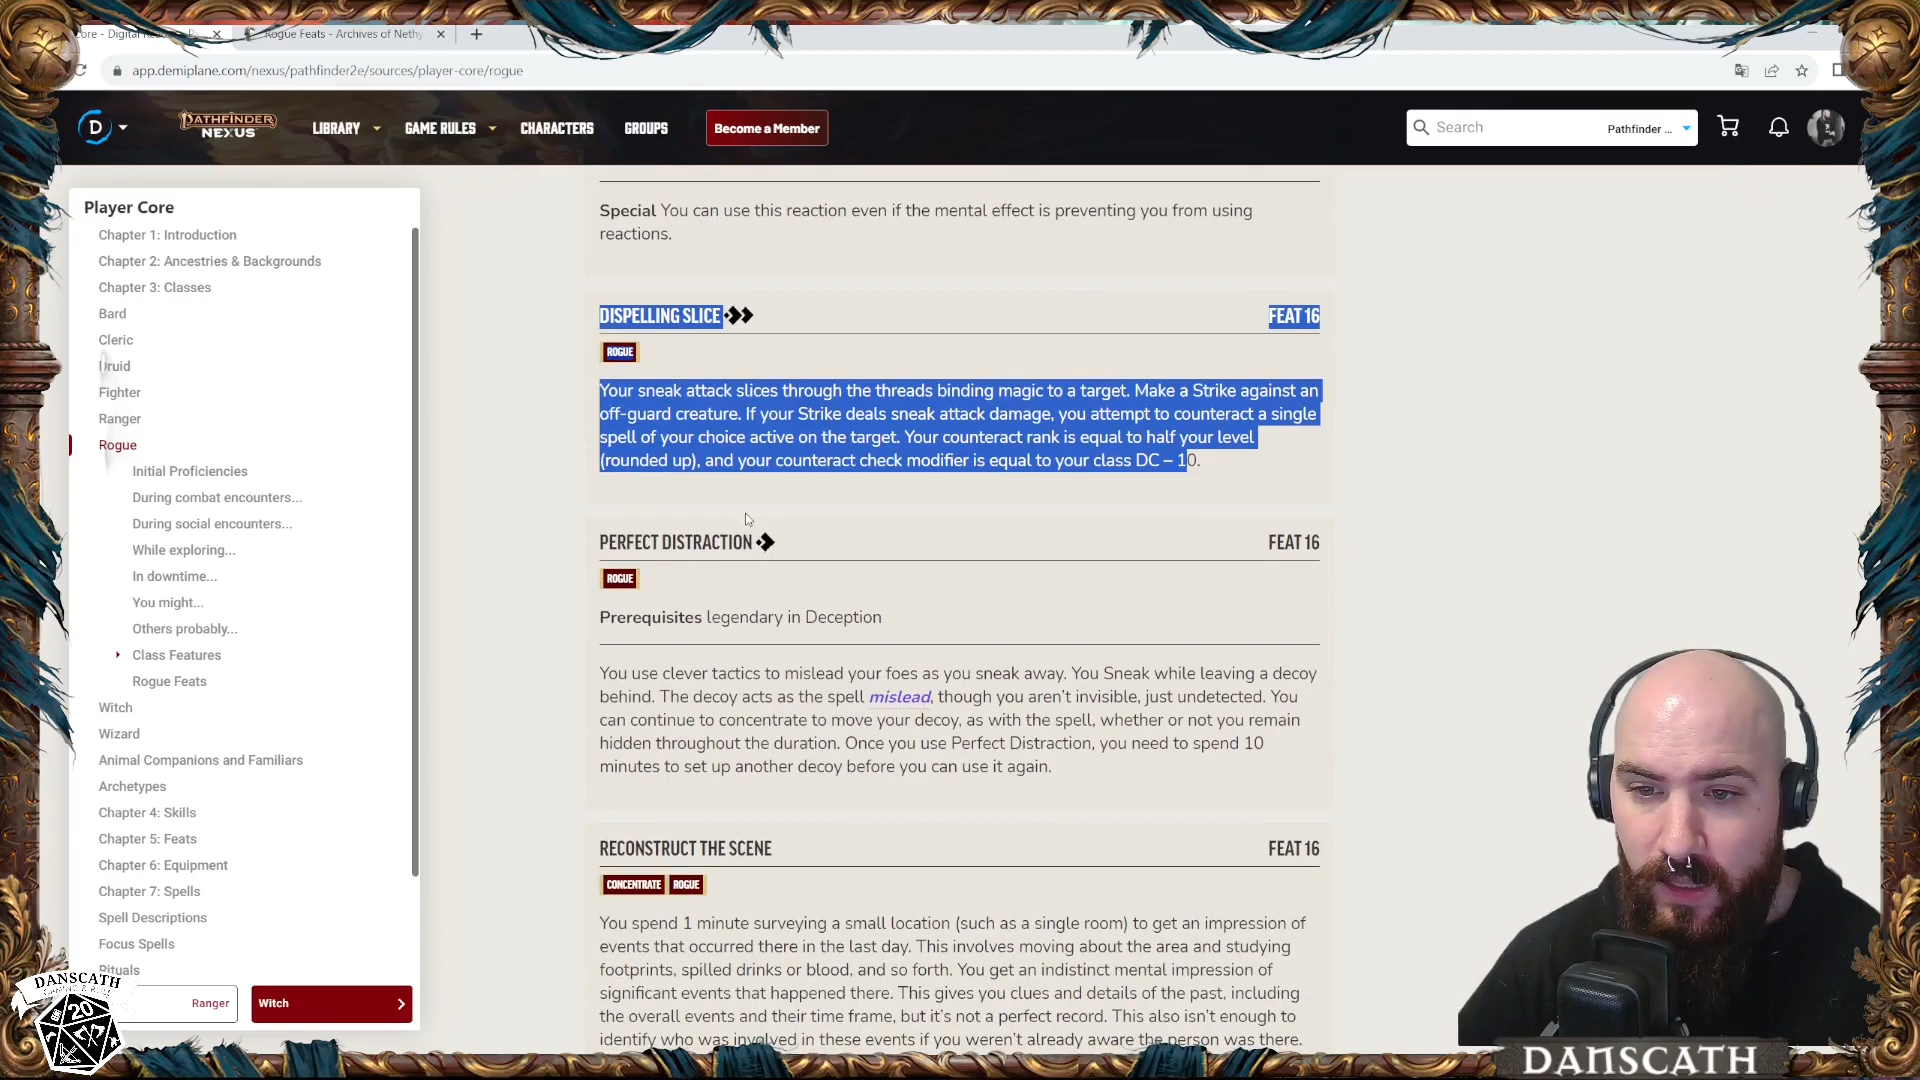 Core - Digital Rea
Rogue Feats - Archives of Nethy
app.demiplane.com/nexus/pathfinder2e/sources/player-core/rogue
D
PATHFINDER
NEXUS
LIBRARY
GAME RULES
CHARACTERS
GROUPS
Become a Member
Search
Pathfinder ...
Player Core
Chapter 1: Introduction
Chapter 2: Ancestries & Backgrounds
Chapter 3: Classes
Bard
Cleric
Druid
Fighter
Ranger
Rogue
Initial Proficiencies
During combat encounters...
During social encounters...
While exploring...
In downtime...
You might...
Others probably...
Class Features
Rogue Feats
Witch
Wizard
Animal Companions and Familiars
Archetypes
Chapter 4: Skills
Chapter 5: Feats
Chapter 6: Equipment
Chapter 7: Spells
Spell Descriptions
Focus Spells
Rituals
Ranger
Witch
Special You can use this reaction even if the mental effect is preventing you from using
reactions.
DISPELLING SLICE
FEAT 16
ROGUE
Your sneak attack slices through the threads binding magic to a target. Make a Strike against an
off-guard creature. If your Strike deals sneak attack damage, you attempt to counteract a single
spell of your choice active on the target. Your counteract rank is equal to half your level
(rounded up), and your counteract check modifier is equal to your class DC – 10.
PERFECT DISTRACTION
FEAT 16
ROGUE
Prerequisites legendary in Deception
You use clever tactics to mislead your foes as you sneak away. You Sneak while leaving a decoy
behind. The decoy acts as the spell mislead, though you aren't invisible, just undetected. You
can continue to concentrate to move your decoy, as with the spell, whether or not you remain
hidden throughout the duration. Once you use Perfect Distraction, you need to spend 10
minutes to set up another decoy before you can use it again.
RECONSTRUCT THE SCENE
FEAT 16
CONCENTRATE ROGUE
You spend 1 minute surveying a small location (such as a single room) to get an impression of
events that occurred there in the last day. This involves moving about the area and studying
footprints, spilled drinks or blood, and so forth. You get an indistinct mental impression of
significant events that happened there. This gives you clues and details of the past, including
the overall events and their time frame, but it's not a perfect record. This also isn't enough to
identify who was involved in these events if you weren't already aware the person was there.
DANSCATH
20
DANSCATH